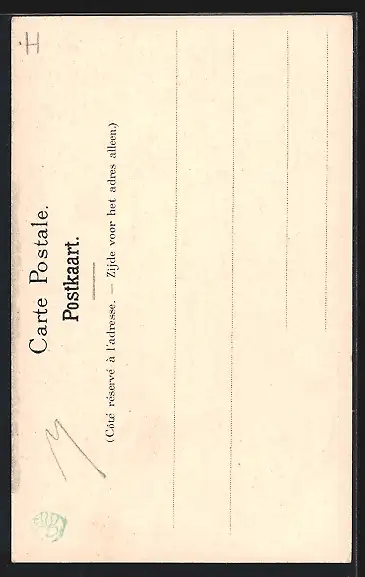 Carte Postale.
Postkaart.
(Côté réservé à l'adresse. — Zijde voor het adres alleen.)